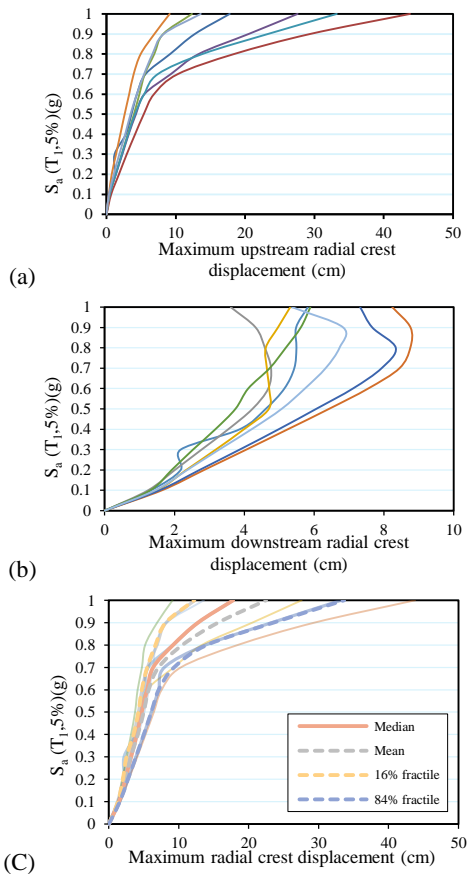 1
0.9
0.8
0.7
0.6
0.5
0.4
0.3
0.2
0.1
0
Sa (T1,5%)(g)
0 10 20 30 40 50
Maximum upstream radial crest
displacement (cm)
(a)
1
0.9
0.8
0.7
0.6
0.5
0.4
0.3
0.2
0.1
0
Sa (T1,5%)(g)
0 2 4 6 8 10
Maximum downstream radial crest
displacement (cm)
(b)
1
0.9
0.8
0.7
0.6
0.5
0.4
0.3
0.2
0.1
0
Sa (T1,5%)(g)
Median
Mean
16% fractile
84% fractile
0 10 20 30 40 50
Maximum radial crest displacement (cm)
(C)